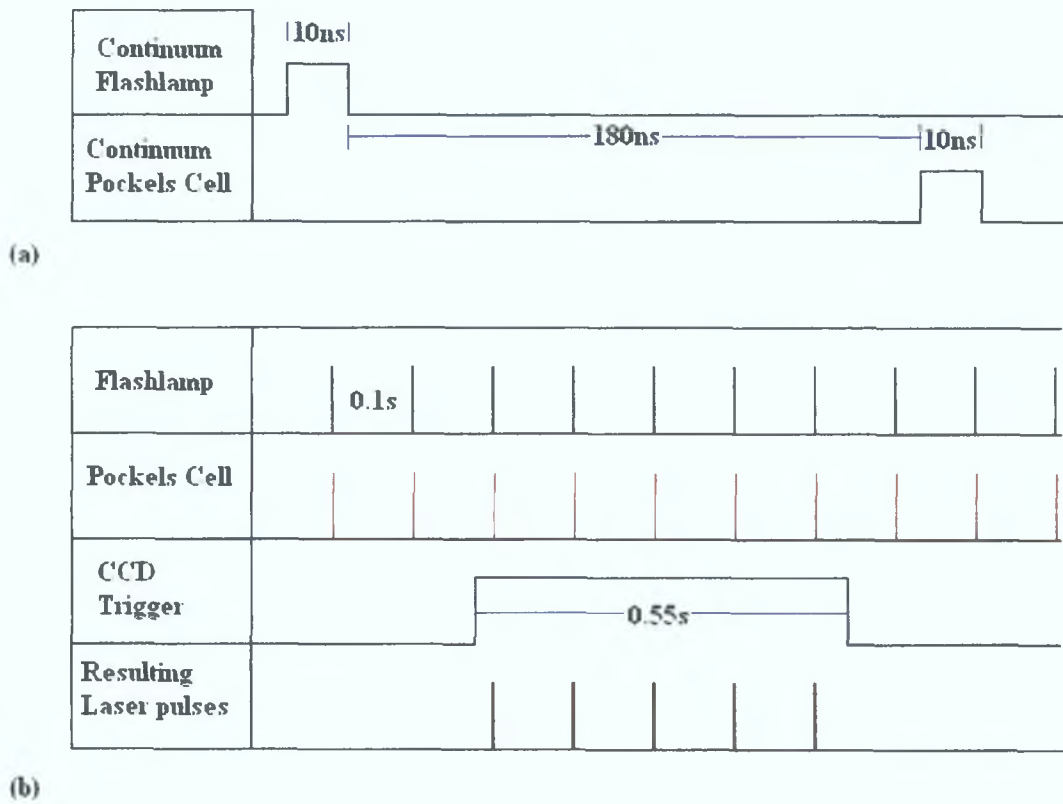 |10ns|
Continuum
Flashlamp
180ns
|10ns|
Continuum
Pockels Cell
(a)
Flashlamp
0.1s
Pockels Cell
CCD
Trigger
0.55s
Resulting
Laser pulses
(b)